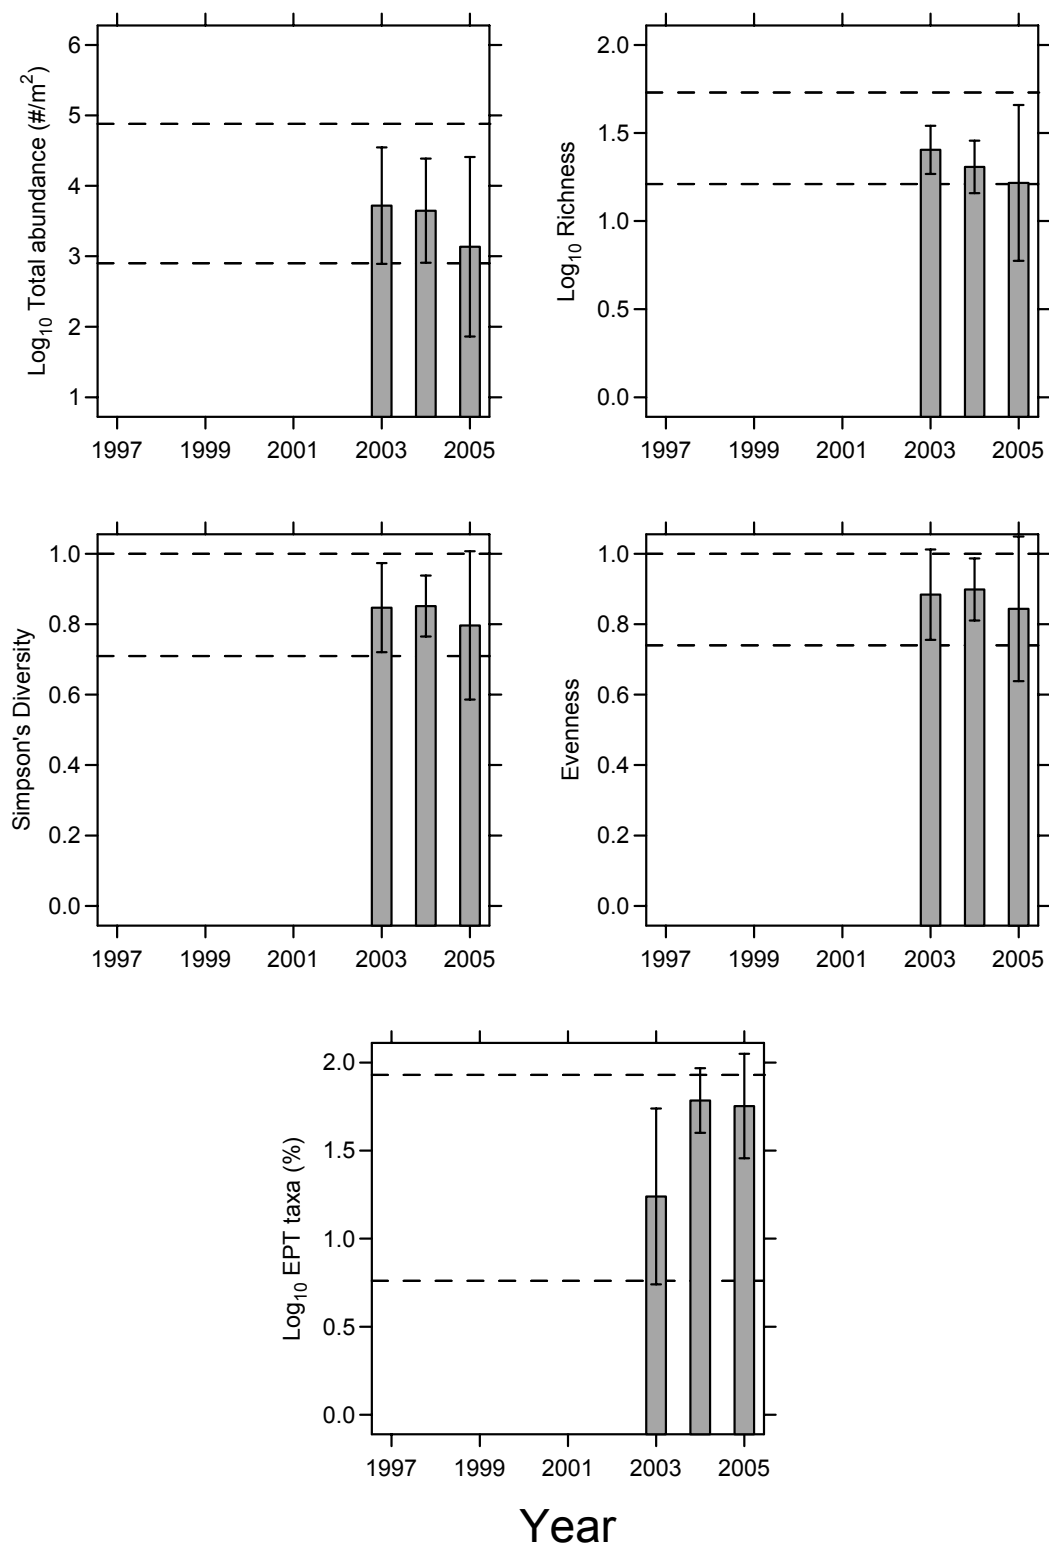 Log10 Total abundance (#/m2)
6
5
4
3
2
1
1997 1999 2001 2003 2005
Log10 Richness
2.0
1.5
1.0
0.5
0.0
1997 1999 2001 2003 2005
Simpson's Diversity
1.0
0.8
0.6
0.4
0.2
0.0
1997 1999 2001 2003 2005
Evenness
1.0
0.8
0.6
0.4
0.2
0.0
1997 1999 2001 2003 2005
Log10 EPT taxa (%)
2.0
1.5
1.0
0.5
0.0
1997 1999 2001 2003 2005
Year